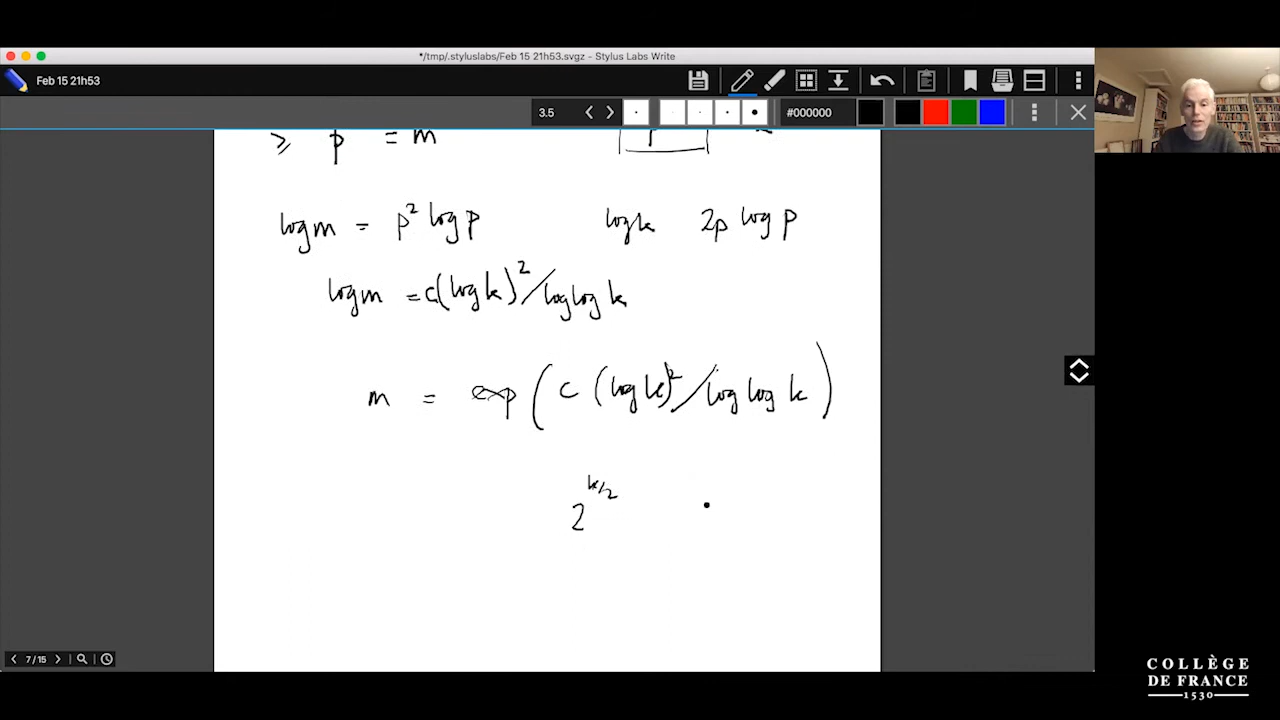 */tmp/.styluslabs/Feb 15 21h53.svgz - Stylus Labs Write
Feb 15 21h53
3.5 #000000
≥ p = m
log m = p² log p log k 2p log p
log m = c(log k)²/log log k
m = exp(c (log k)²/log log k)
2^{k/2}
7/15
COLLÈGE
DE FRANCE
1530